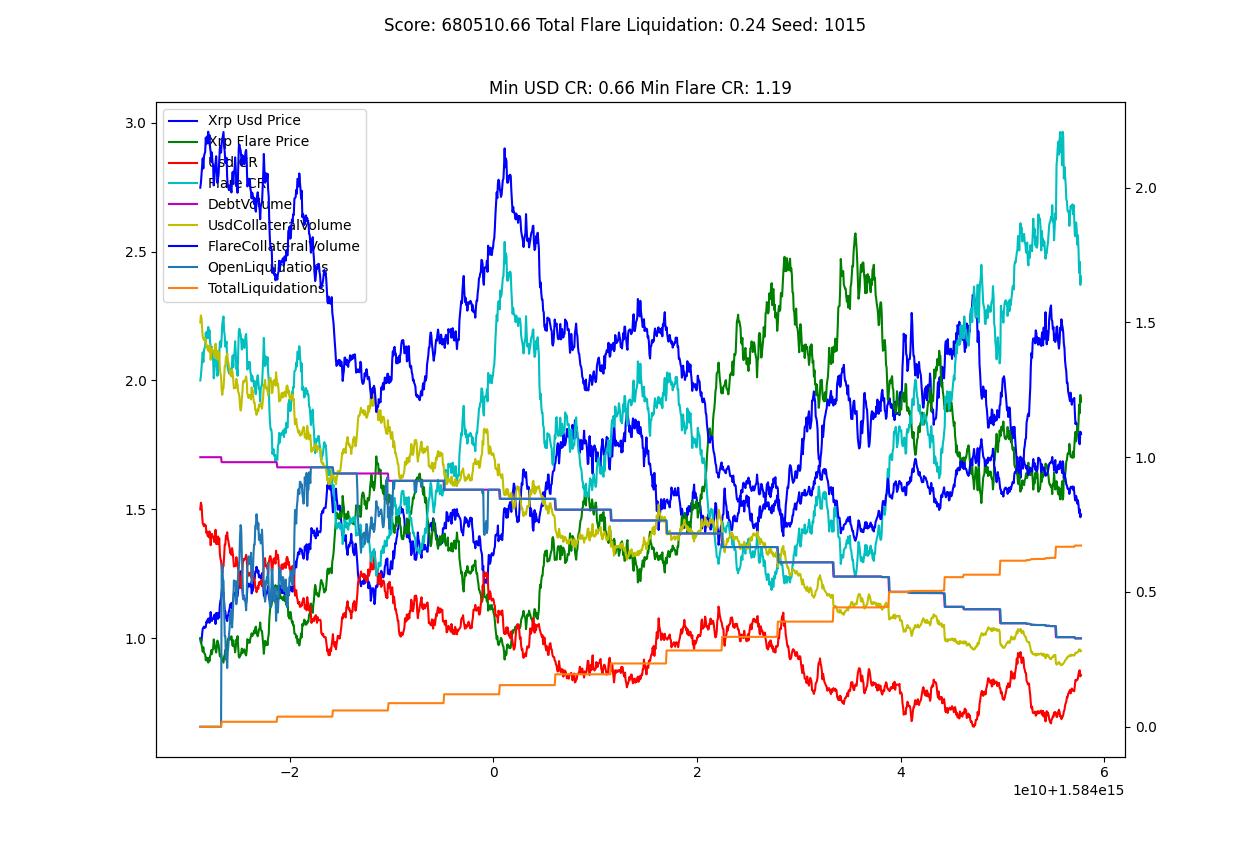 Score: 680510.66 Total Flare Liquidation: 0.24 Seed: 1015
Min USD CR: 0.66 Min Flare CR: 1.19
Xrp Usd Price
Xrp Flare Price
Usd CR
Flare CR
DebtVolume
UsdCollateralVolume
FlareCollateralVolume
OpenLiquidations
TotalLiquidations
3.0
2.5
2.0
1.5
1.0
2.0
1.5
1.0
0.5
0.0
−2
0
2
4
6
1e10+1.584e15